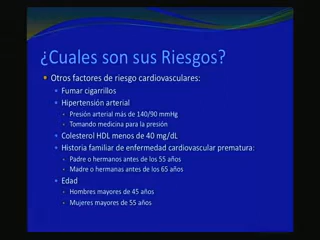 ¿Cuales son sus Riesgos?
Otros factores de riesgo cardiovasculares:
Fumar cigarrillos
Hipertensión arterial
Presión arterial más de 140/90 mmHg
Tomando medicina para la presión
Colesterol HDL menos de 40 mg/dL
Historia familiar de enfermedad cardiovascular prematura:
Padre o hermanos antes de los 55 años
Madre o hermanas antes de los 65 años
Edad
Hombres mayores de 45 años
Mujeres mayores de 55 años